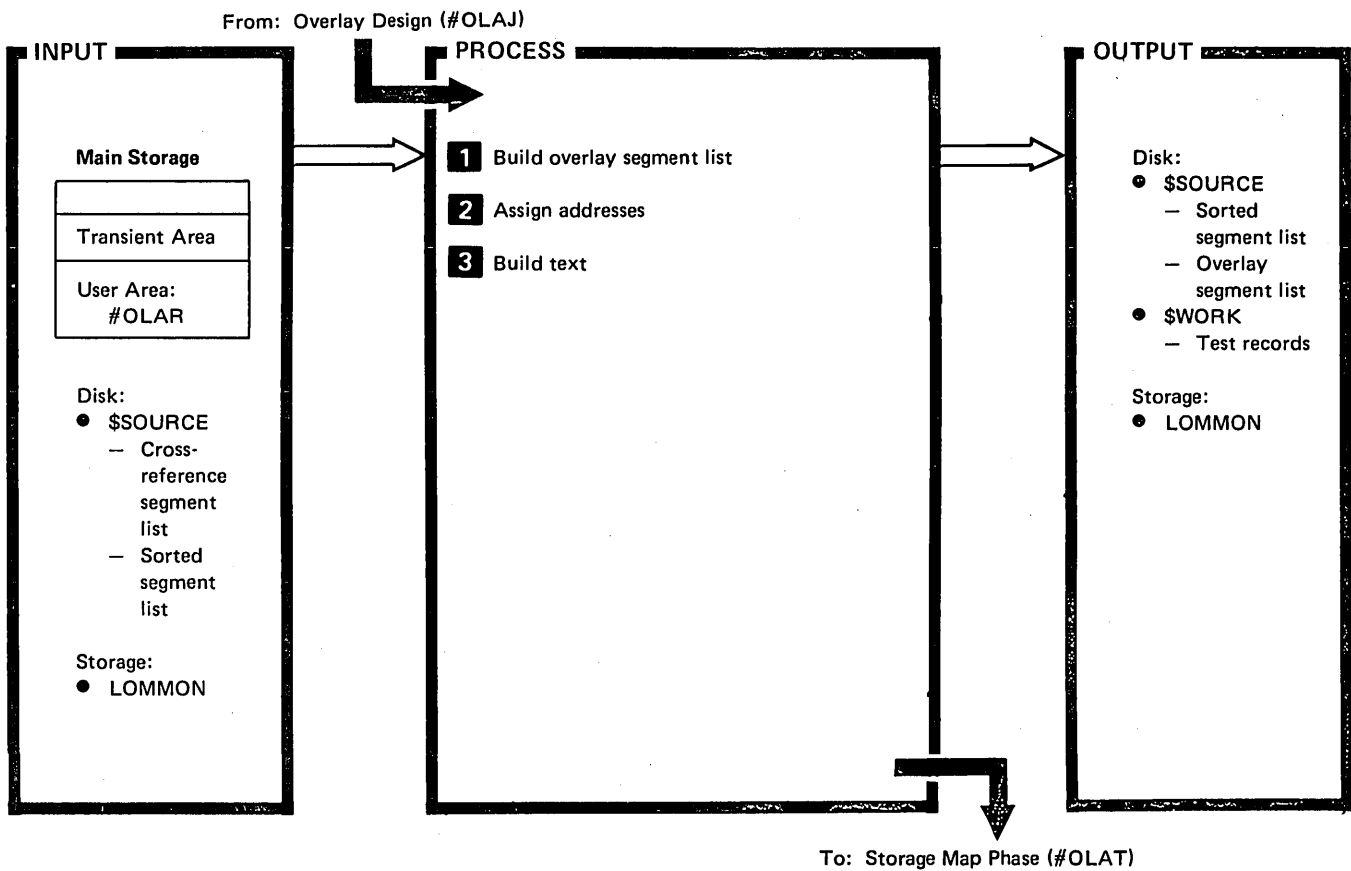 From: Overlay Design (#OLAJ)
INPUT
Main Storage
Transient Area
User Area:
#OLAR
Disk:
$SOURCE
— Cross-
reference
segment
list
— Sorted
segment
list
Storage:
LOMMON
PROCESS
1 Build overlay segment list
2 Assign addresses
3 Build text
OUTPUT
Disk:
$SOURCE
— Sorted
segment list
— Overlay
segment list
$WORK
— Test records
Storage:
LOMMON
To: Storage Map Phase (#OLAT)